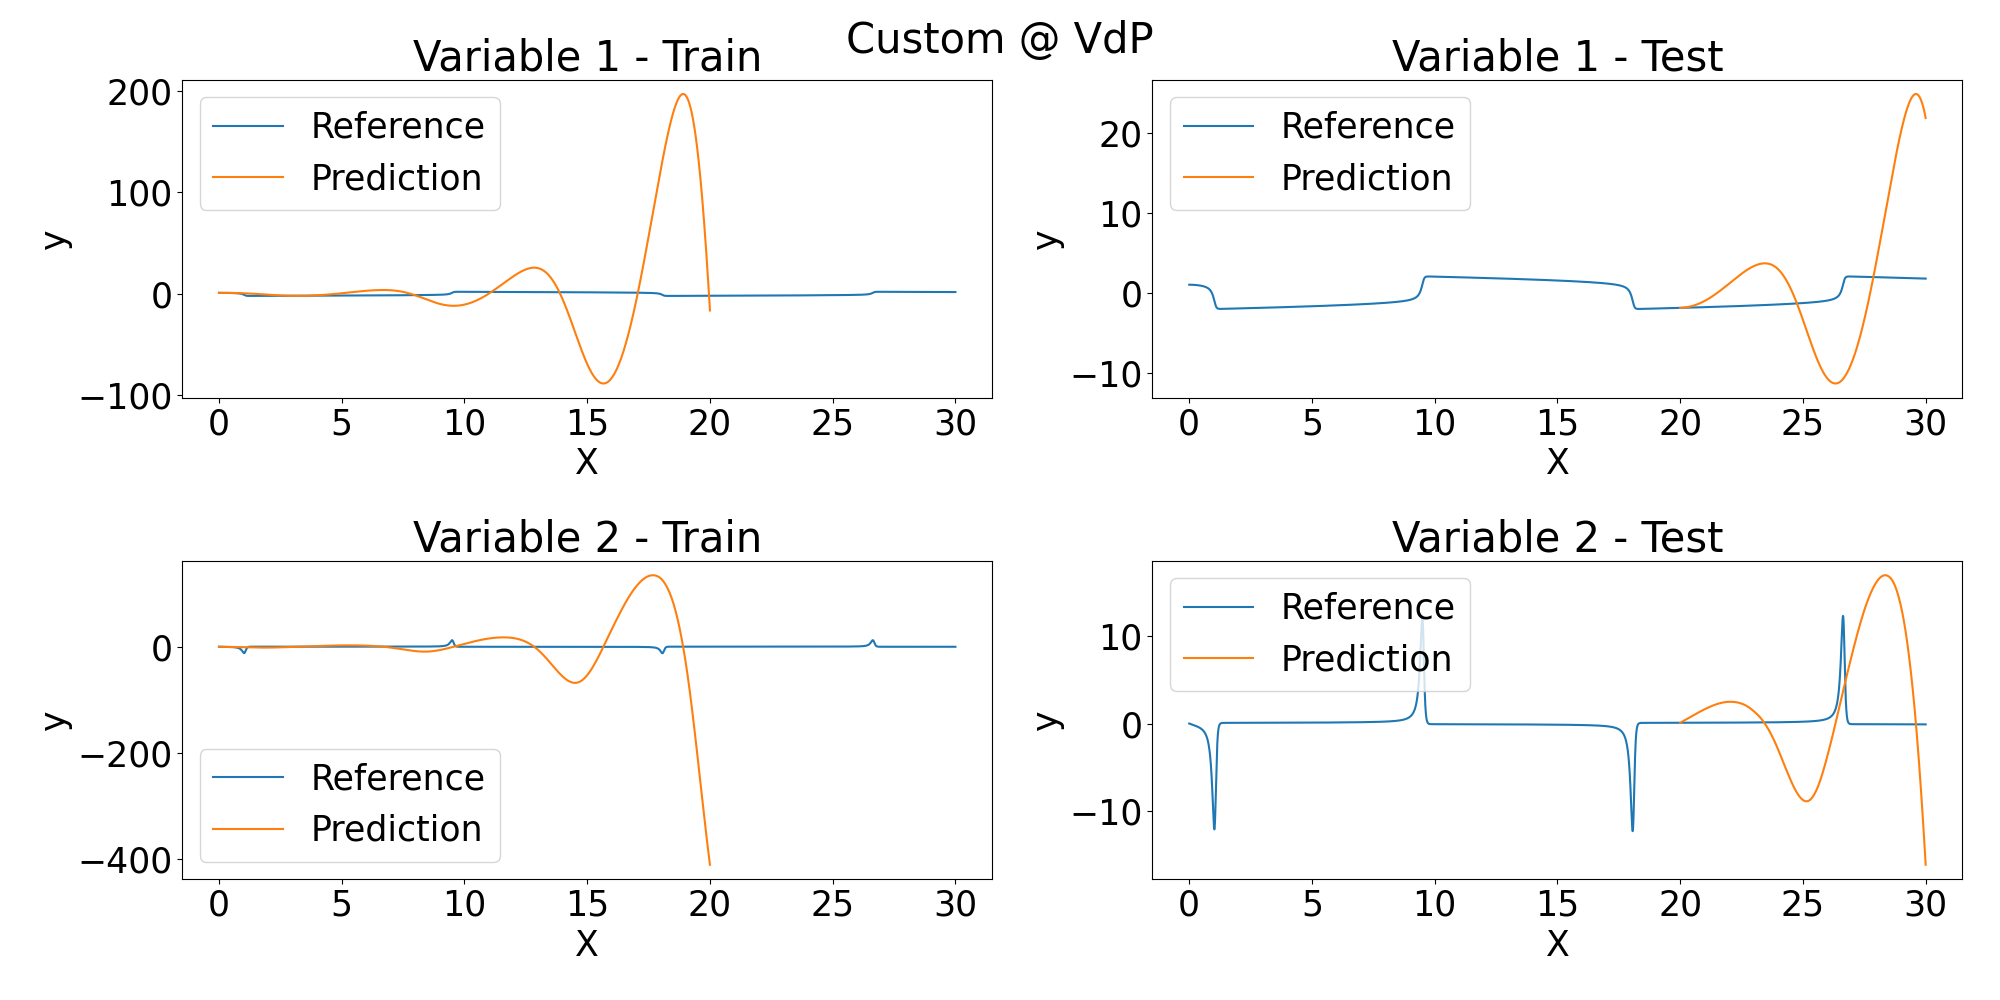 Custom @ VdP
Variable 1 - Train
200
100
0
−100
y
Reference
Prediction
0 5 10 15 20 25 30
X
Variable 1 - Test
20
10
0
−10
y
Reference
Prediction
0 5 10 15 20 25 30
X
Variable 2 - Train
0
−200
−400
y
Reference
Prediction
0 5 10 15 20 25 30
X
Variable 2 - Test
10
0
−10
y
Reference
Prediction
0 5 10 15 20 25 30
X